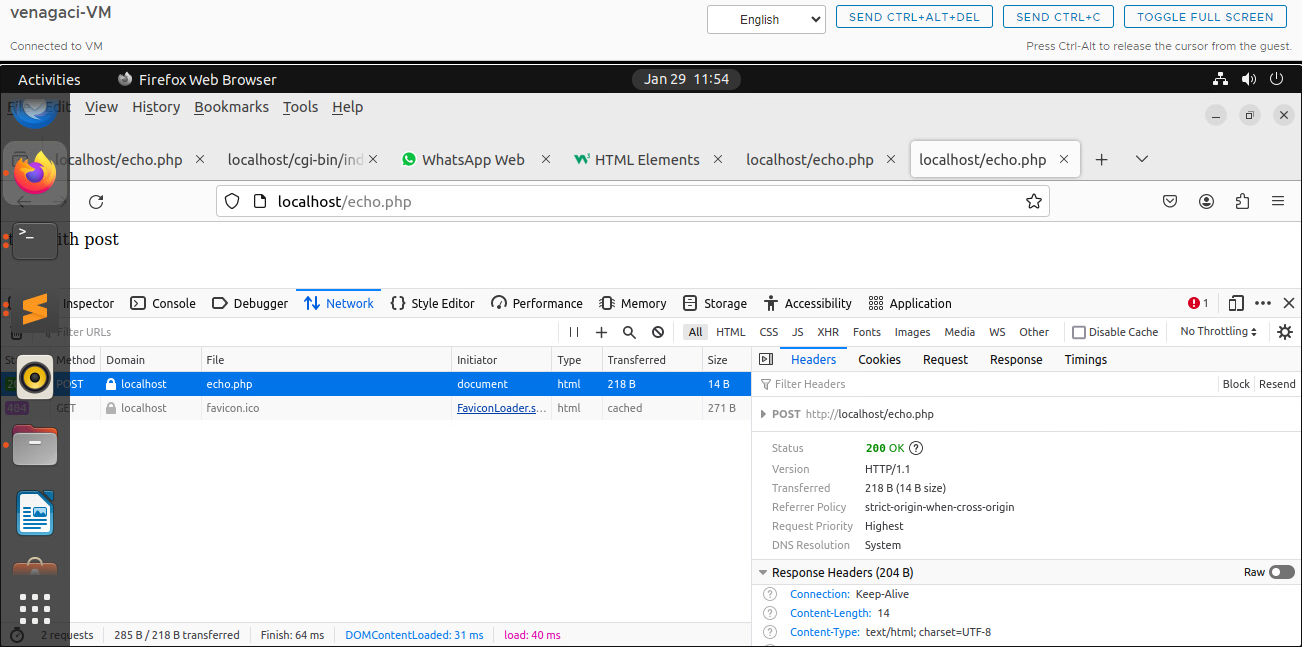 venagaci-VM
English
SEND CTRL+ALT+DEL
SEND CTRL+C
TOGGLE FULL SCREEN
Connected to VM
Press Ctrl-Alt to release the cursor from the guest.
Activities Firefox Web Browser Jan 29 11:54
File Edit View History Bookmarks Tools Help
localhost/echo.php localhost/cgi-bin/ind WhatsApp Web HTML Elements localhost/echo.php localhost/echo.php
localhost/echo.php
ith post
Inspector Console Debugger Network Style Editor Performance Memory Storage Accessibility Application 1
Filter URLs All HTML CSS JS XHR Fonts Images Media WS Other Disable Cache No Throttling
St Method Domain File Initiator Type Transferred Size
POST localhost echo.php document html 218 B 14 B
404 GET localhost favicon.ico FaviconLoader.s... html cached 271 B
2 requests 285 B / 218 B transferred Finish: 64 ms DOMContentLoaded: 31 ms load: 40 ms
Headers Cookies Request Response Timings
Filter Headers Block Resend
POST http://localhost/echo.php
Status 200 OK
Version HTTP/1.1
Transferred 218 B (14 B size)
Referrer Policy strict-origin-when-cross-origin
Request Priority Highest
DNS Resolution System
Response Headers (204 B) Raw
Connection: Keep-Alive
Content-Length: 14
Content-Type: text/html; charset=UTF-8